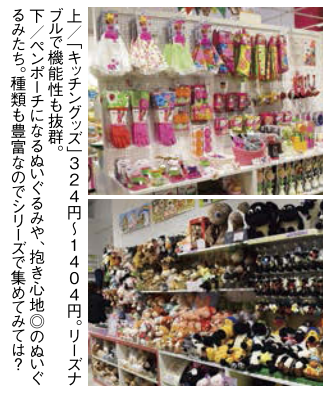 上／「キッチングッズ」３２４円〜１４０４円。リーズナ
ブルで機能性も抜群。
下／ペンポーチになるぬいぐるみや、抱き心地◎のぬいぐ
るみたち。種類も豊富なのでシリーズで集めてみては？